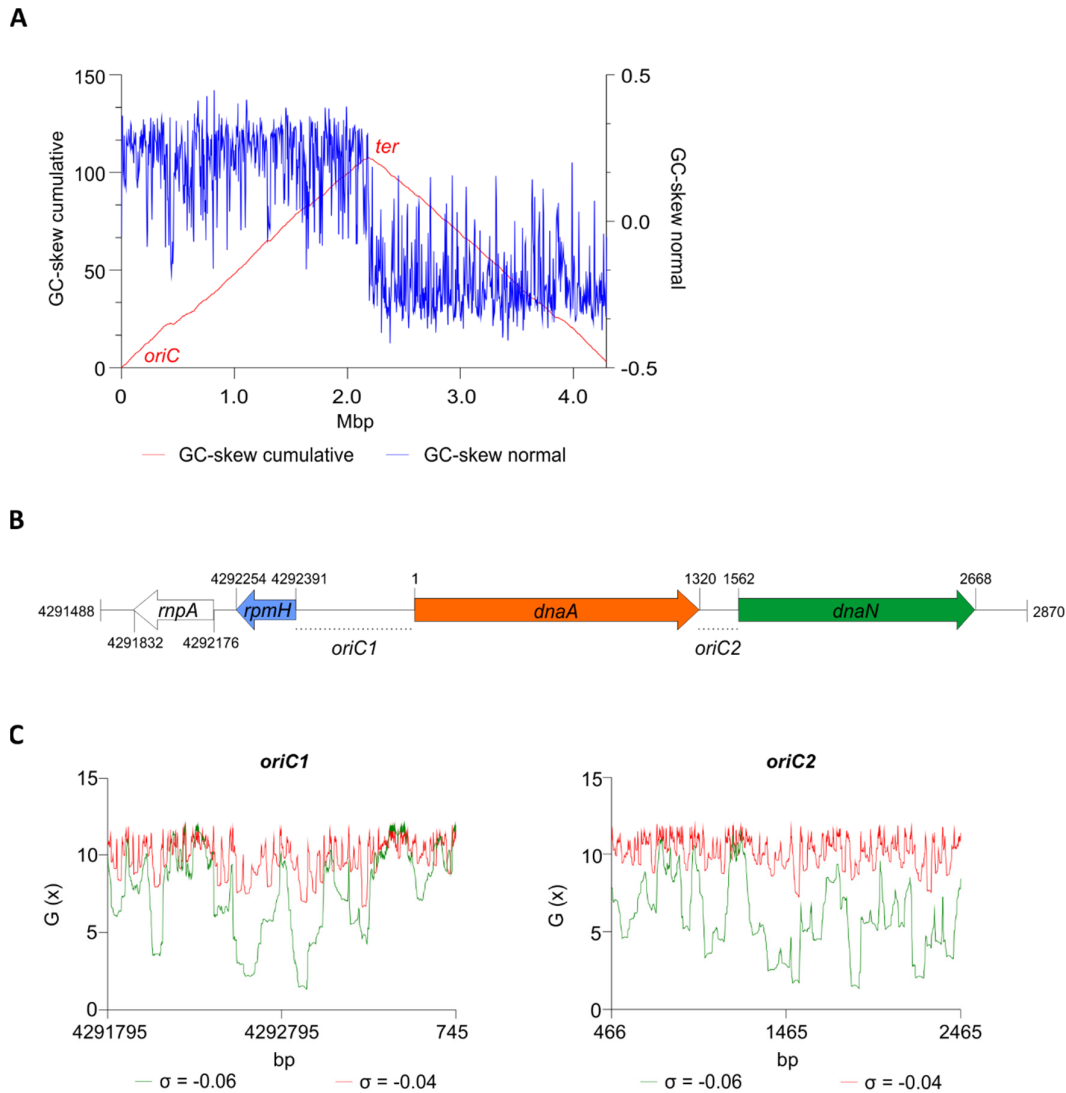 A
GC-skew cumulative
150
100
50
0
oriC
ter
0.5
0.0
-0.5
GC-skew normal
0 1.0 2.0 3.0 4.0
Mbp
GC-skew cumulative GC-skew normal
B
4292254 4292391 1 1320 1562 2668
4291488 rnpA rpmH dnaA dnaN 2870
4291832 4292176 oriC1 oriC2
C
oriC1
15
10
5
0
G (x)
4291795 4292795 745
bp
σ = -0.06 σ = -0.04
oriC2
15
10
5
0
G (x)
466 1465 2465
bp
σ = -0.06 σ = -0.04